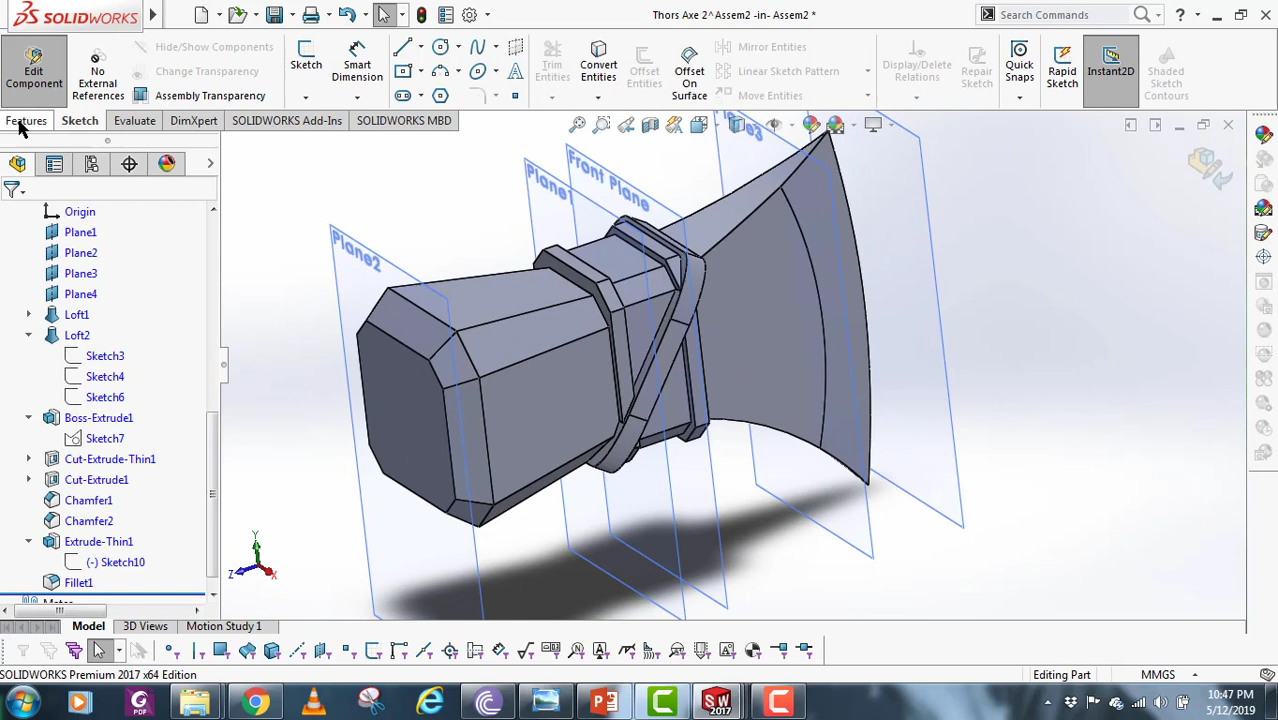 SOLIDWORKS
Thors Axe 2^Assem2 -in- Assem2 *
Search Commands
?
Edit
Component
No
External
References
Hide/Show Components
Change Transparency
Assembly Transparency
Sketch
Smart
Dimension
Trim
Entities
Convert
Entities
Offset
Entities
Offset
On
Surface
Mirror Entities
Linear Sketch Pattern
Move Entities
Display/Delete
Relations
Repair
Sketch
Quick
Snaps
Rapid
Sketch
Instant2D
Shaded
Sketch
Contours
Features
Sketch
Evaluate
DimXpert
SOLIDWORKS Add-Ins
SOLIDWORKS MBD
Origin
Plane1
Plane2
Plane3
Plane4
Loft1
Loft2
Sketch3
Sketch4
Sketch6
Boss-Extrude1
Sketch7
Cut-Extrude-Thin1
Cut-Extrude1
Chamfer1
Chamfer2
Extrude-Thin1
(-) Sketch10
Fillet1
Mates
Plane2
Plane1
Front Plane
Plane3
Y
Z
X
Model
3D Views
Motion Study 1
SOLIDWORKS Premium 2017 x64 Edition
Editing Part
MMGS
SW
2017
10:47 PM
5/12/2019